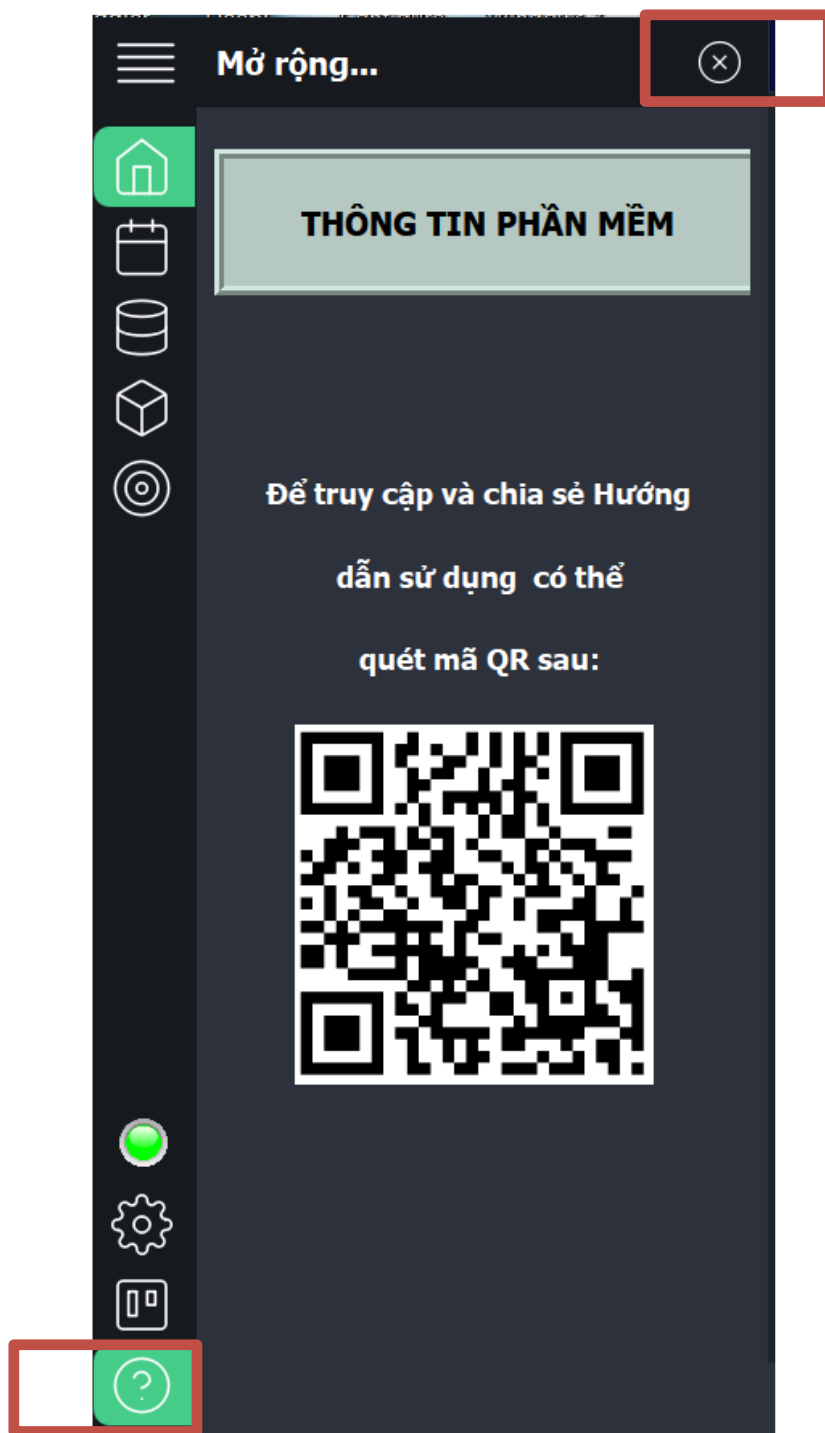 Mở rộng...
THÔNG TIN PHẦN MỀM
Để truy cập và chia sẻ Hướng
dẫn sử dụng có thể
quét mã QR sau: